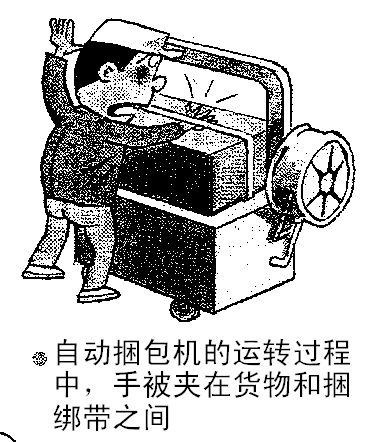 自动捆包机的运转过程
中，手被夹在货物和捆
绑带之间